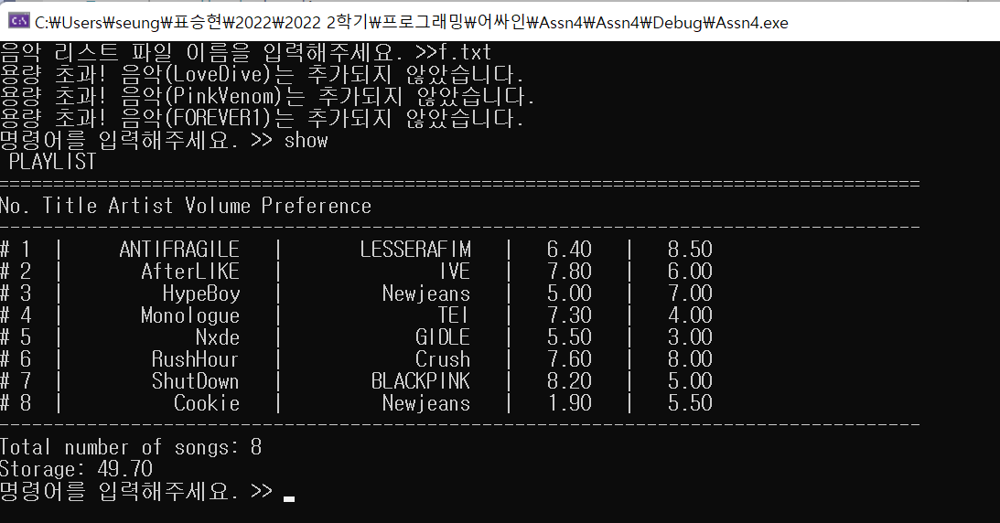 C:\Users\seung\표승현\2022\2022 2학기\프로그래밍\어싸인\Assn4\Assn4\Debug\Assn4.exe
음악 리스트 파일 이름을 입력해주세요. >>f.txt
용량 초과! 음악(LoveDive)는 추가되지 않았습니다.
용량 초과! 음악(PinkVenom)는 추가되지 않았습니다.
용량 초과! 음악(FOREVER1)는 추가되지 않았습니다.
명령어를 입력해주세요. >> show
PLAYLIST
====================================================================================
No. Title Artist Volume Preference
------------------------------------------------------------------------------------
# 1 | ANTIFRAGILE | LESSERAFIM | 6.40 | 8.50
# 2 | AfterLIKE | IVE | 7.80 | 6.00
# 3 | HypeBoy | Newjeans | 5.00 | 7.00
# 4 | Monologue | TEI | 7.30 | 4.00
# 5 | Nxde | GIDLE | 5.50 | 3.00
# 6 | RushHour | Crush | 7.60 | 8.00
# 7 | ShutDown | BLACKPINK | 8.20 | 5.00
# 8 | Cookie | Newjeans | 1.90 | 5.50
------------------------------------------------------------------------------------
Total number of songs: 8
Storage: 49.70
명령어를 입력해주세요. >>